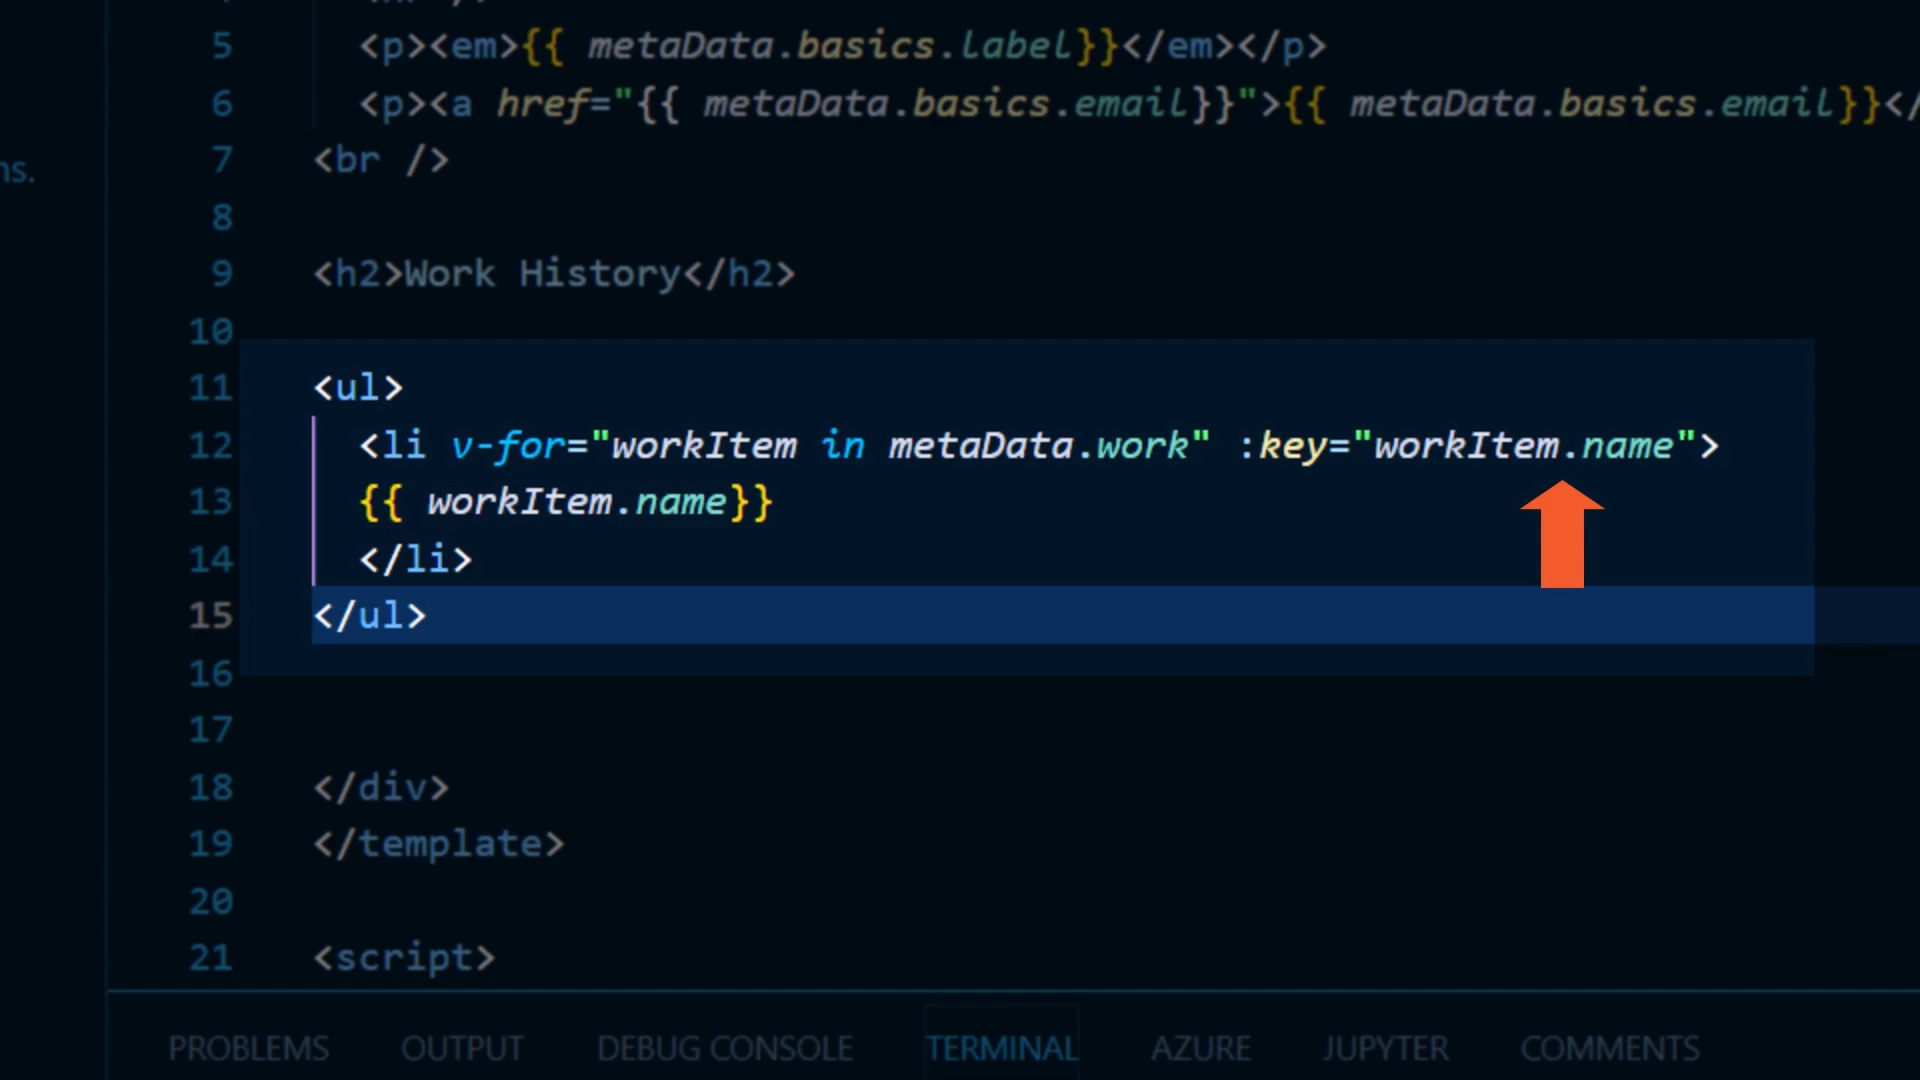 5 <p><em>{{ metaData.basics.label}}</em></p>
6 <p><a href="{{ metaData.basics.email}}">{{ metaData.basics.email}}</
7 <br />
8
9 <h2>Work History</h2>
10
11 <ul>
12 <li v-for="workItem in metaData.work" :key="workItem.name">
13 {{ workItem.name}}
14 </li>
15 </ul>
16
17
18 </div>
19 </template>
20
21 <script>
PROBLEMS OUTPUT DEBUG CONSOLE TERMINAL AZURE JUPYTER COMMENTS